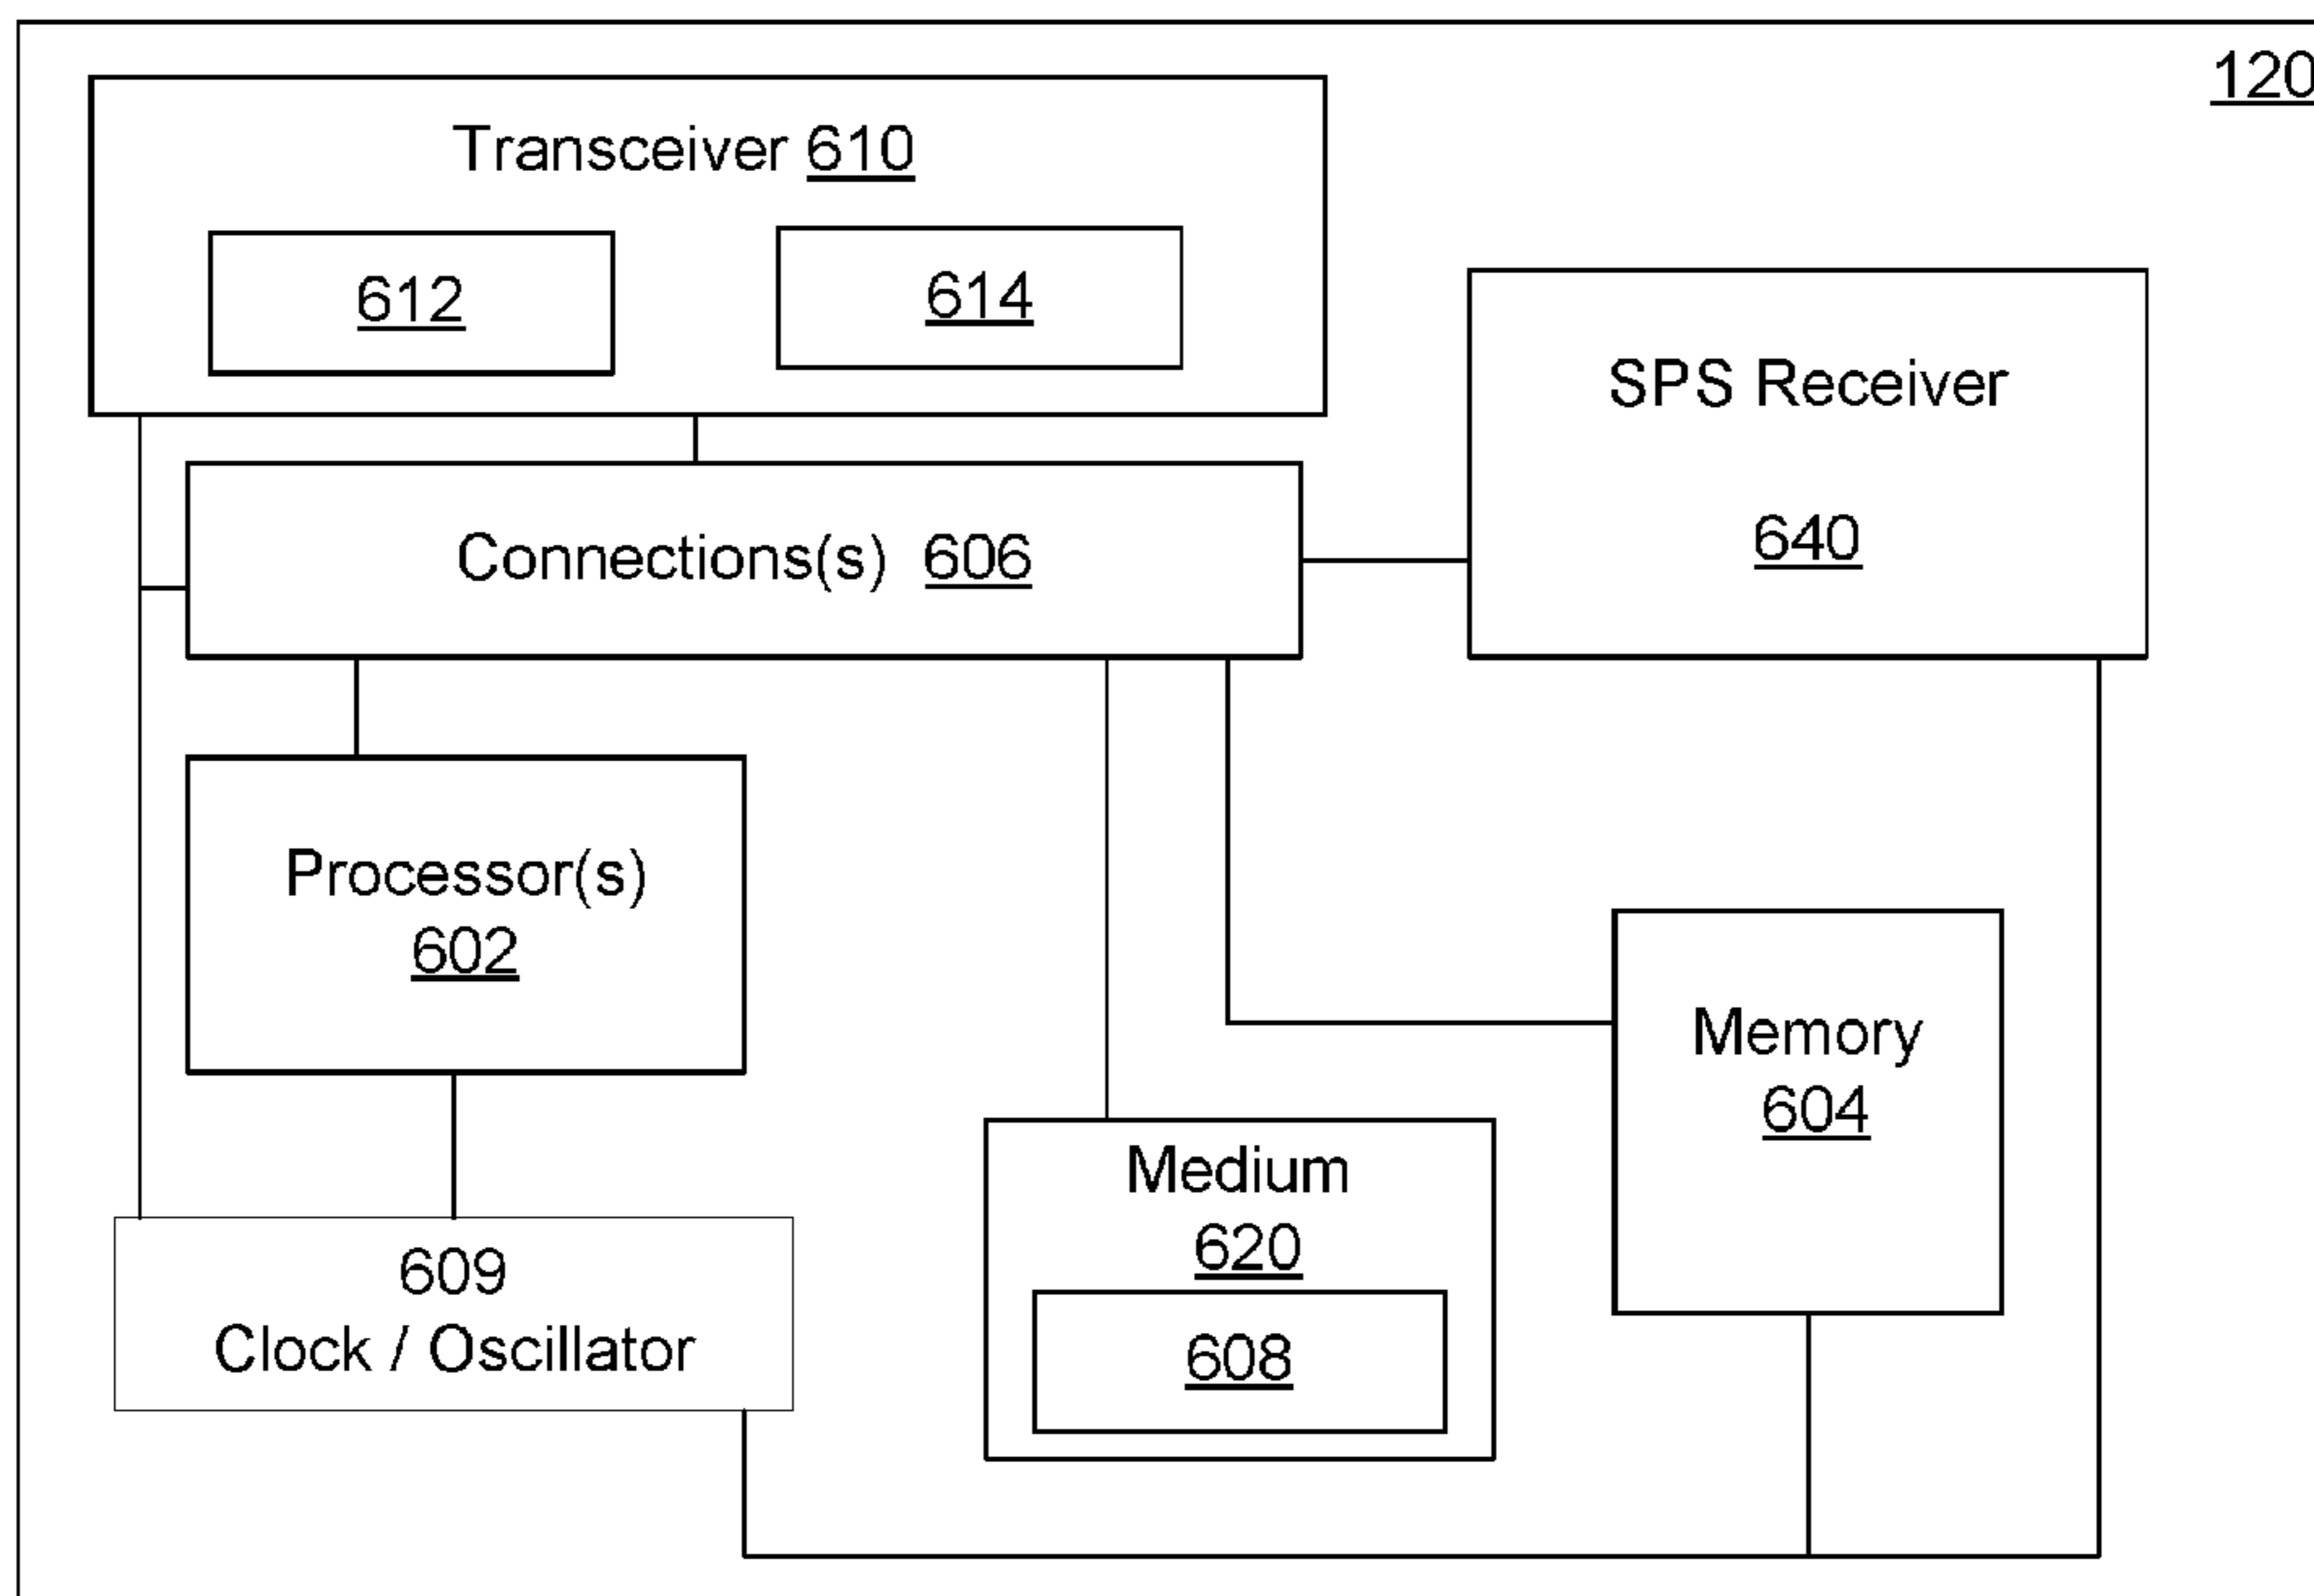 120
Transceiver 610
612
614
SPS Receiver
640
Connections(s) 606
Processor(s)
602
Memory
604
Medium
620
608
609
Clock / Oscillator